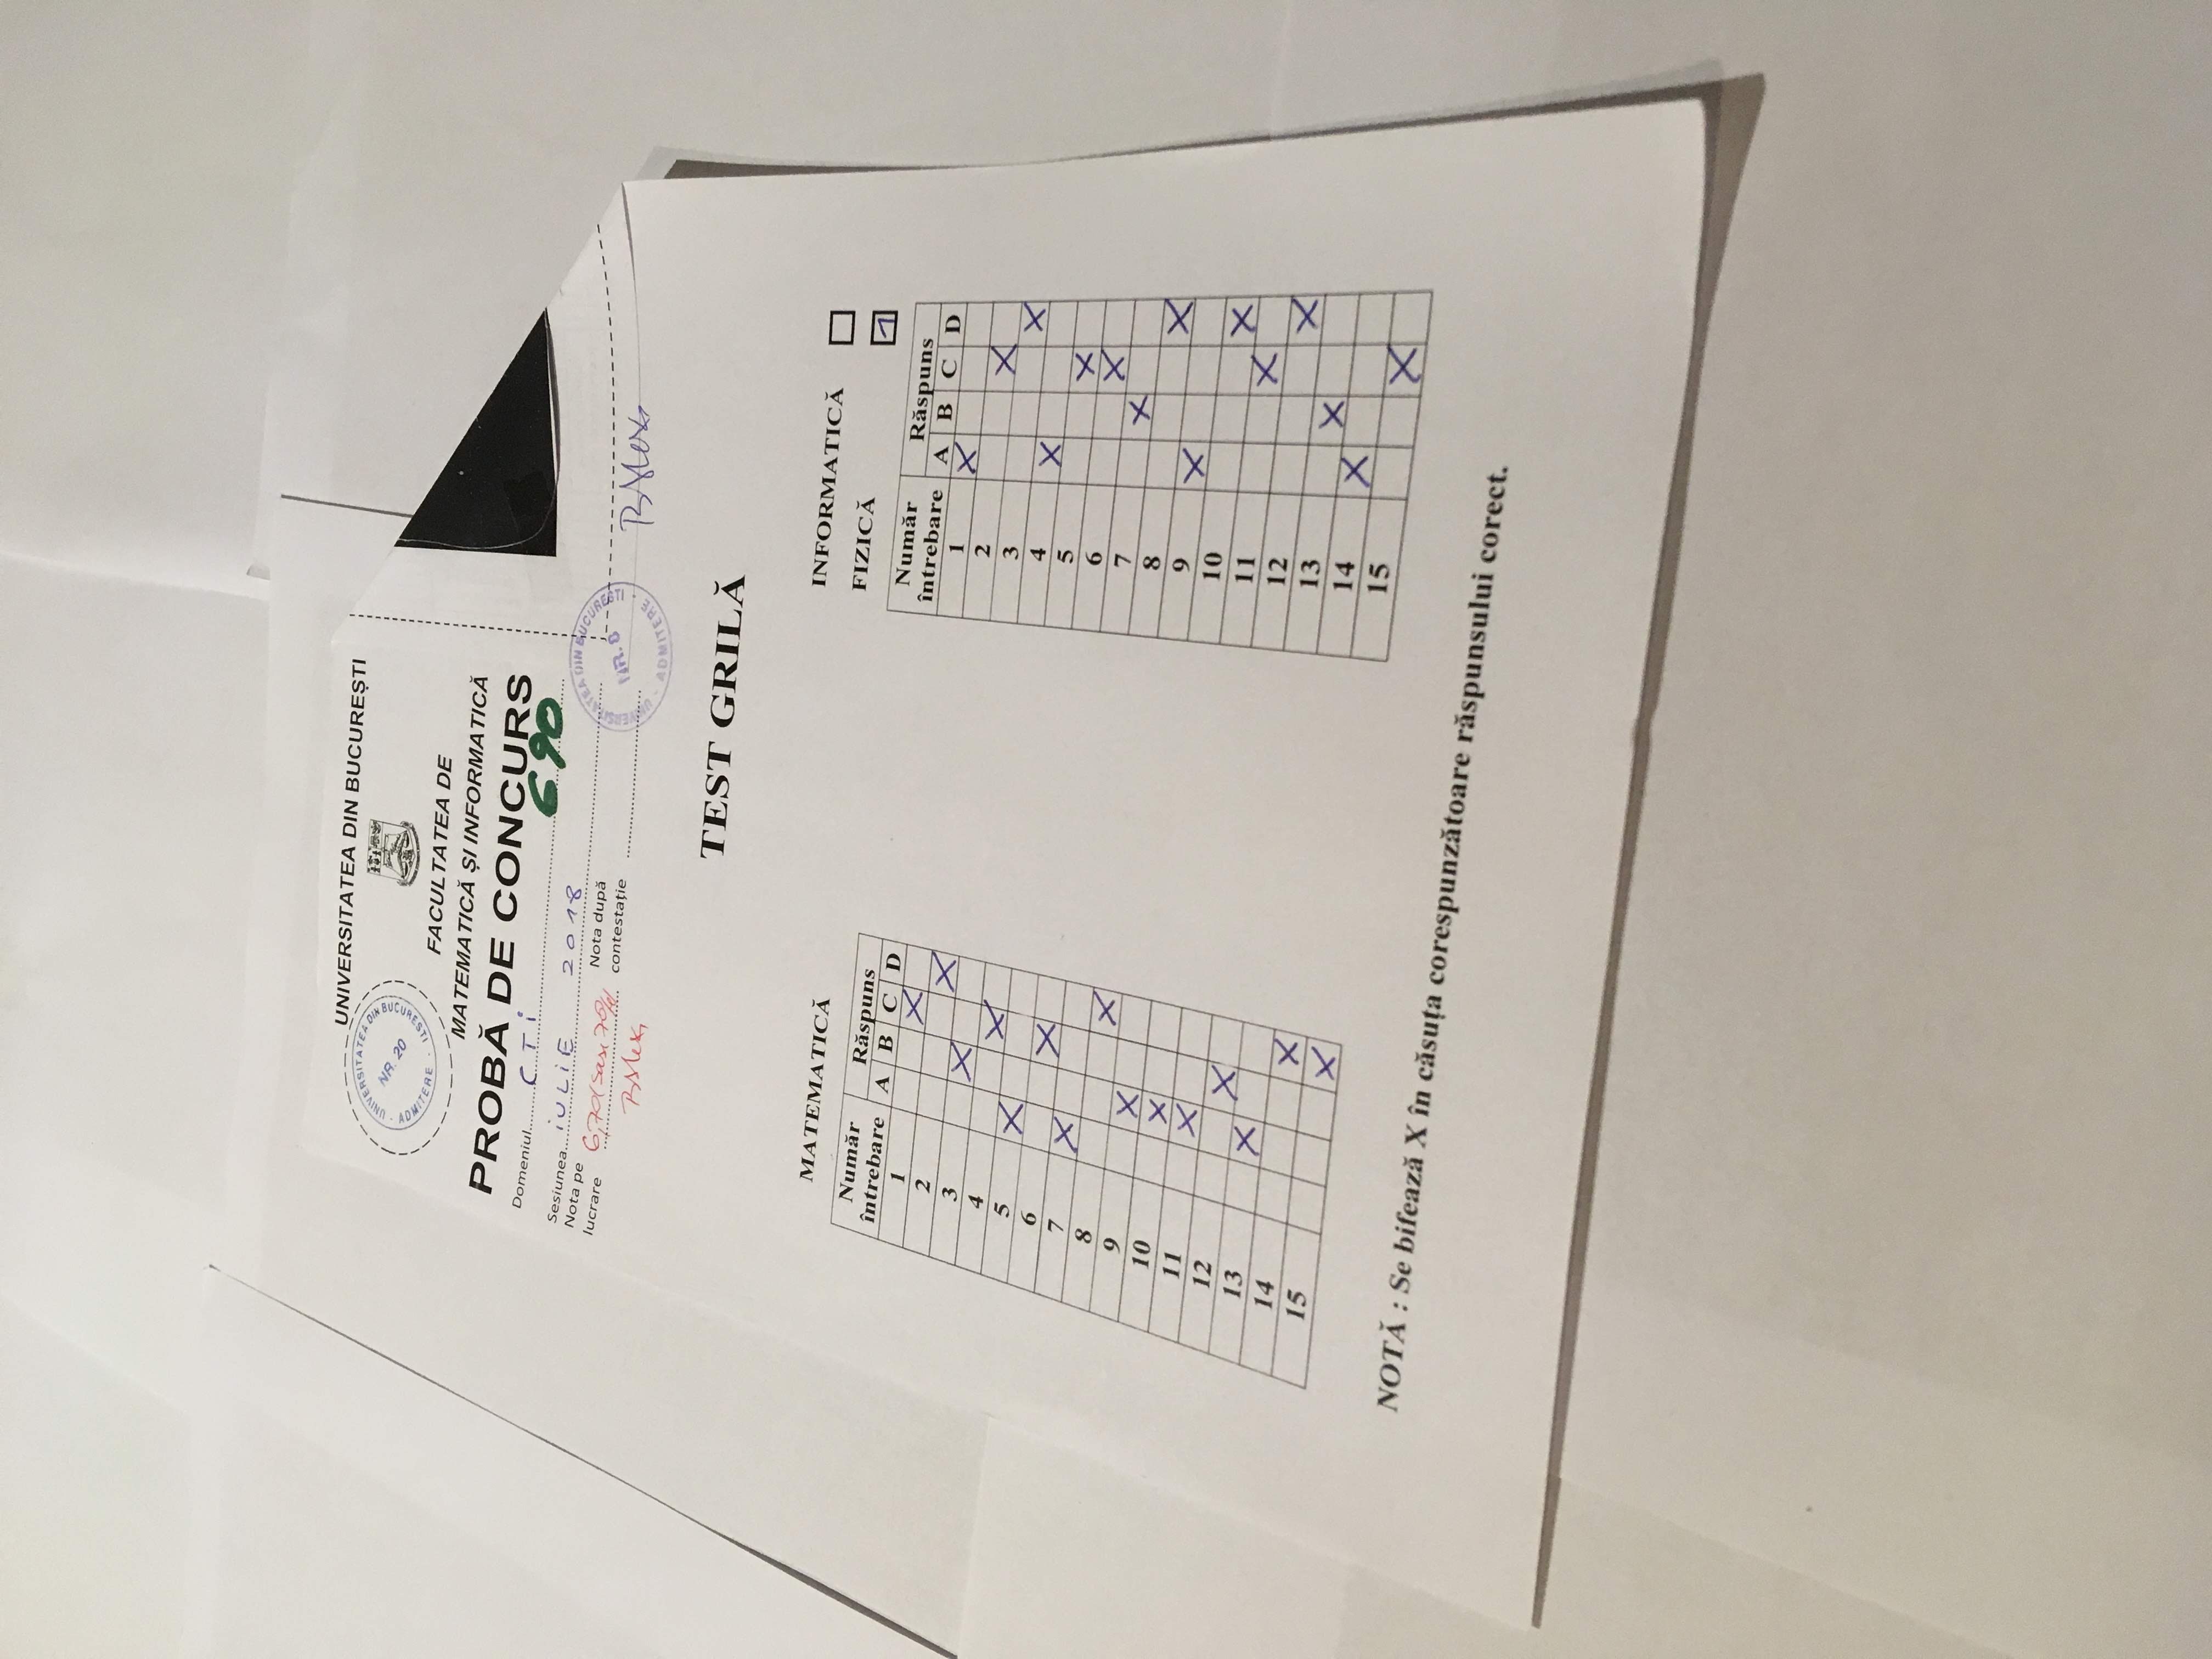 UNIVERSITATEA DIN BUCUREȘTI
UNIVERSITATEA DIN BUCUREȘTI
NR. 20
ADMITERE
FACULTATEA DE
MATEMATICĂ ȘI INFORMATICĂ
PROBĂ DE CONCURS
Domeniul CTi
690
Sesiunea iULiE 2018
Nota pe lucrare 6,70
Nota după contestație
UNIVERSITATEA DIN BUCUREȘTI
NR. 8
ADMITERE
TEST GRILĂ
MATEMATICĂ
Număr întrebare Răspuns
A B C D
1 X
2 X
3 X
4 X
5 X
6 X
7 X
8 X
9 X
10 X
11 X
12 X
13 X
14 X
15 X
INFORMATICĂ
FIZICĂ 1
Număr întrebare Răspuns
A B C D
1 X
2 X
3 X
4 X
5 X
6 X
7 X
8 X
9 X
10 X
11 X
12 X
13 X
14 X
15 X
NOTĂ : Se bifează X în căsuța corespunzătoare răspunsului corect.